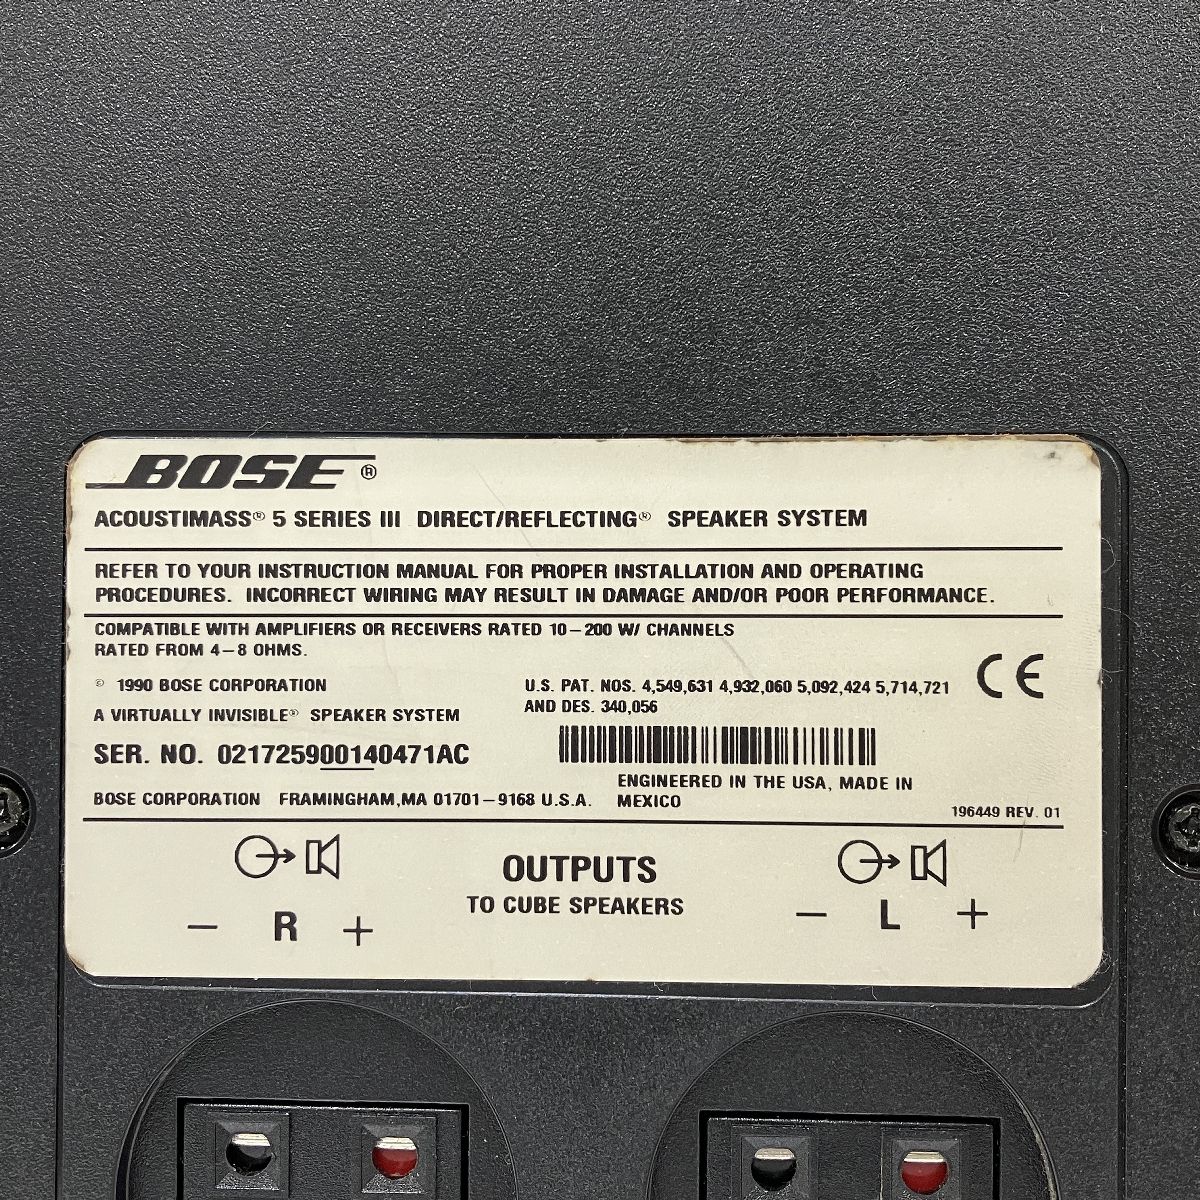 BOSE®
ACOUSTIMASS® 5 SERIES III DIRECT/REFLECTING® SPEAKER SYSTEM
REFER TO YOUR INSTRUCTION MANUAL FOR PROPER INSTALLATION AND OPERATING
PROCEDURES. INCORRECT WIRING MAY RESULT IN DAMAGE AND/OR POOR PERFORMANCE.
COMPATIBLE WITH AMPLIFIERS OR RECEIVERS RATED 10-200 W/ CHANNELS
RATED FROM 4-8 OHMS.
© 1990 BOSE CORPORATION
A VIRTUALLY INVISIBLE® SPEAKER SYSTEM
SER. NO. 021725900140471AC
U.S. PAT. NOS. 4,549,631 4,932,060 5,092,424 5,714,721
AND DES. 340,056
CE
ENGINEERED IN THE USA, MADE IN
MEXICO
BOSE CORPORATION FRAMINGHAM,MA 01701-9168 U.S.A.
196449 REV. 01
OUTPUTS
TO CUBE SPEAKERS
- R +
- L +